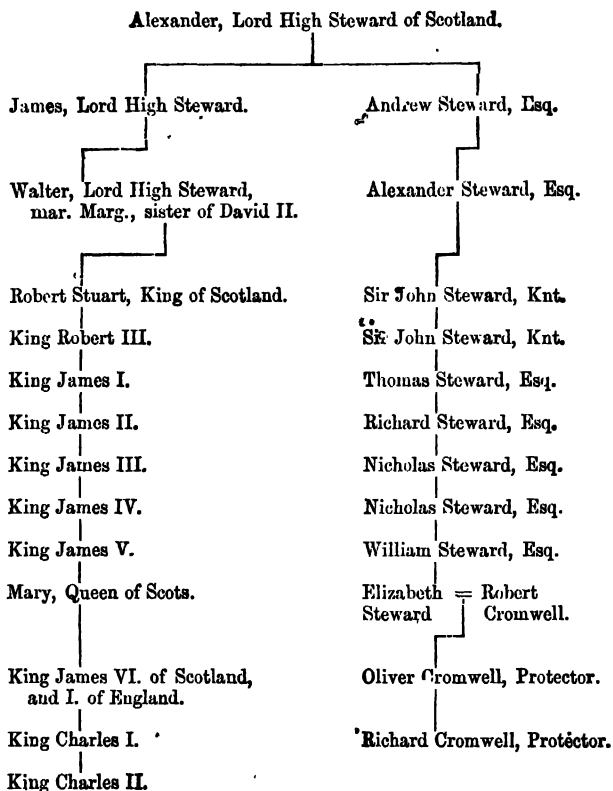 Alexander, Lord High Steward of Scotland.
James, Lord High Steward.
Andrew Steward, Esq.
Walter, Lord High Steward,
mar. Marg., sister of David II.
Alexander Steward, Esq.
Robert Stuart, King of Scotland.
Sir John Steward, Knt.
King Robert III.
Sir John Steward, Knt.
King James I.
Thomas Steward, Esq.
King James II.
Richard Steward, Esq.
King James III.
Nicholas Steward, Esq.
King James IV.
Nicholas Steward, Esq.
King James V.
William Steward, Esq.
Mary, Queen of Scots.
Elizabeth = Robert
Steward Cromwell.
King James VI. of Scotland,
and I. of England.
Oliver Cromwell, Protector.
King Charles I.
Richard Cromwell, Protector.
King Charles II.